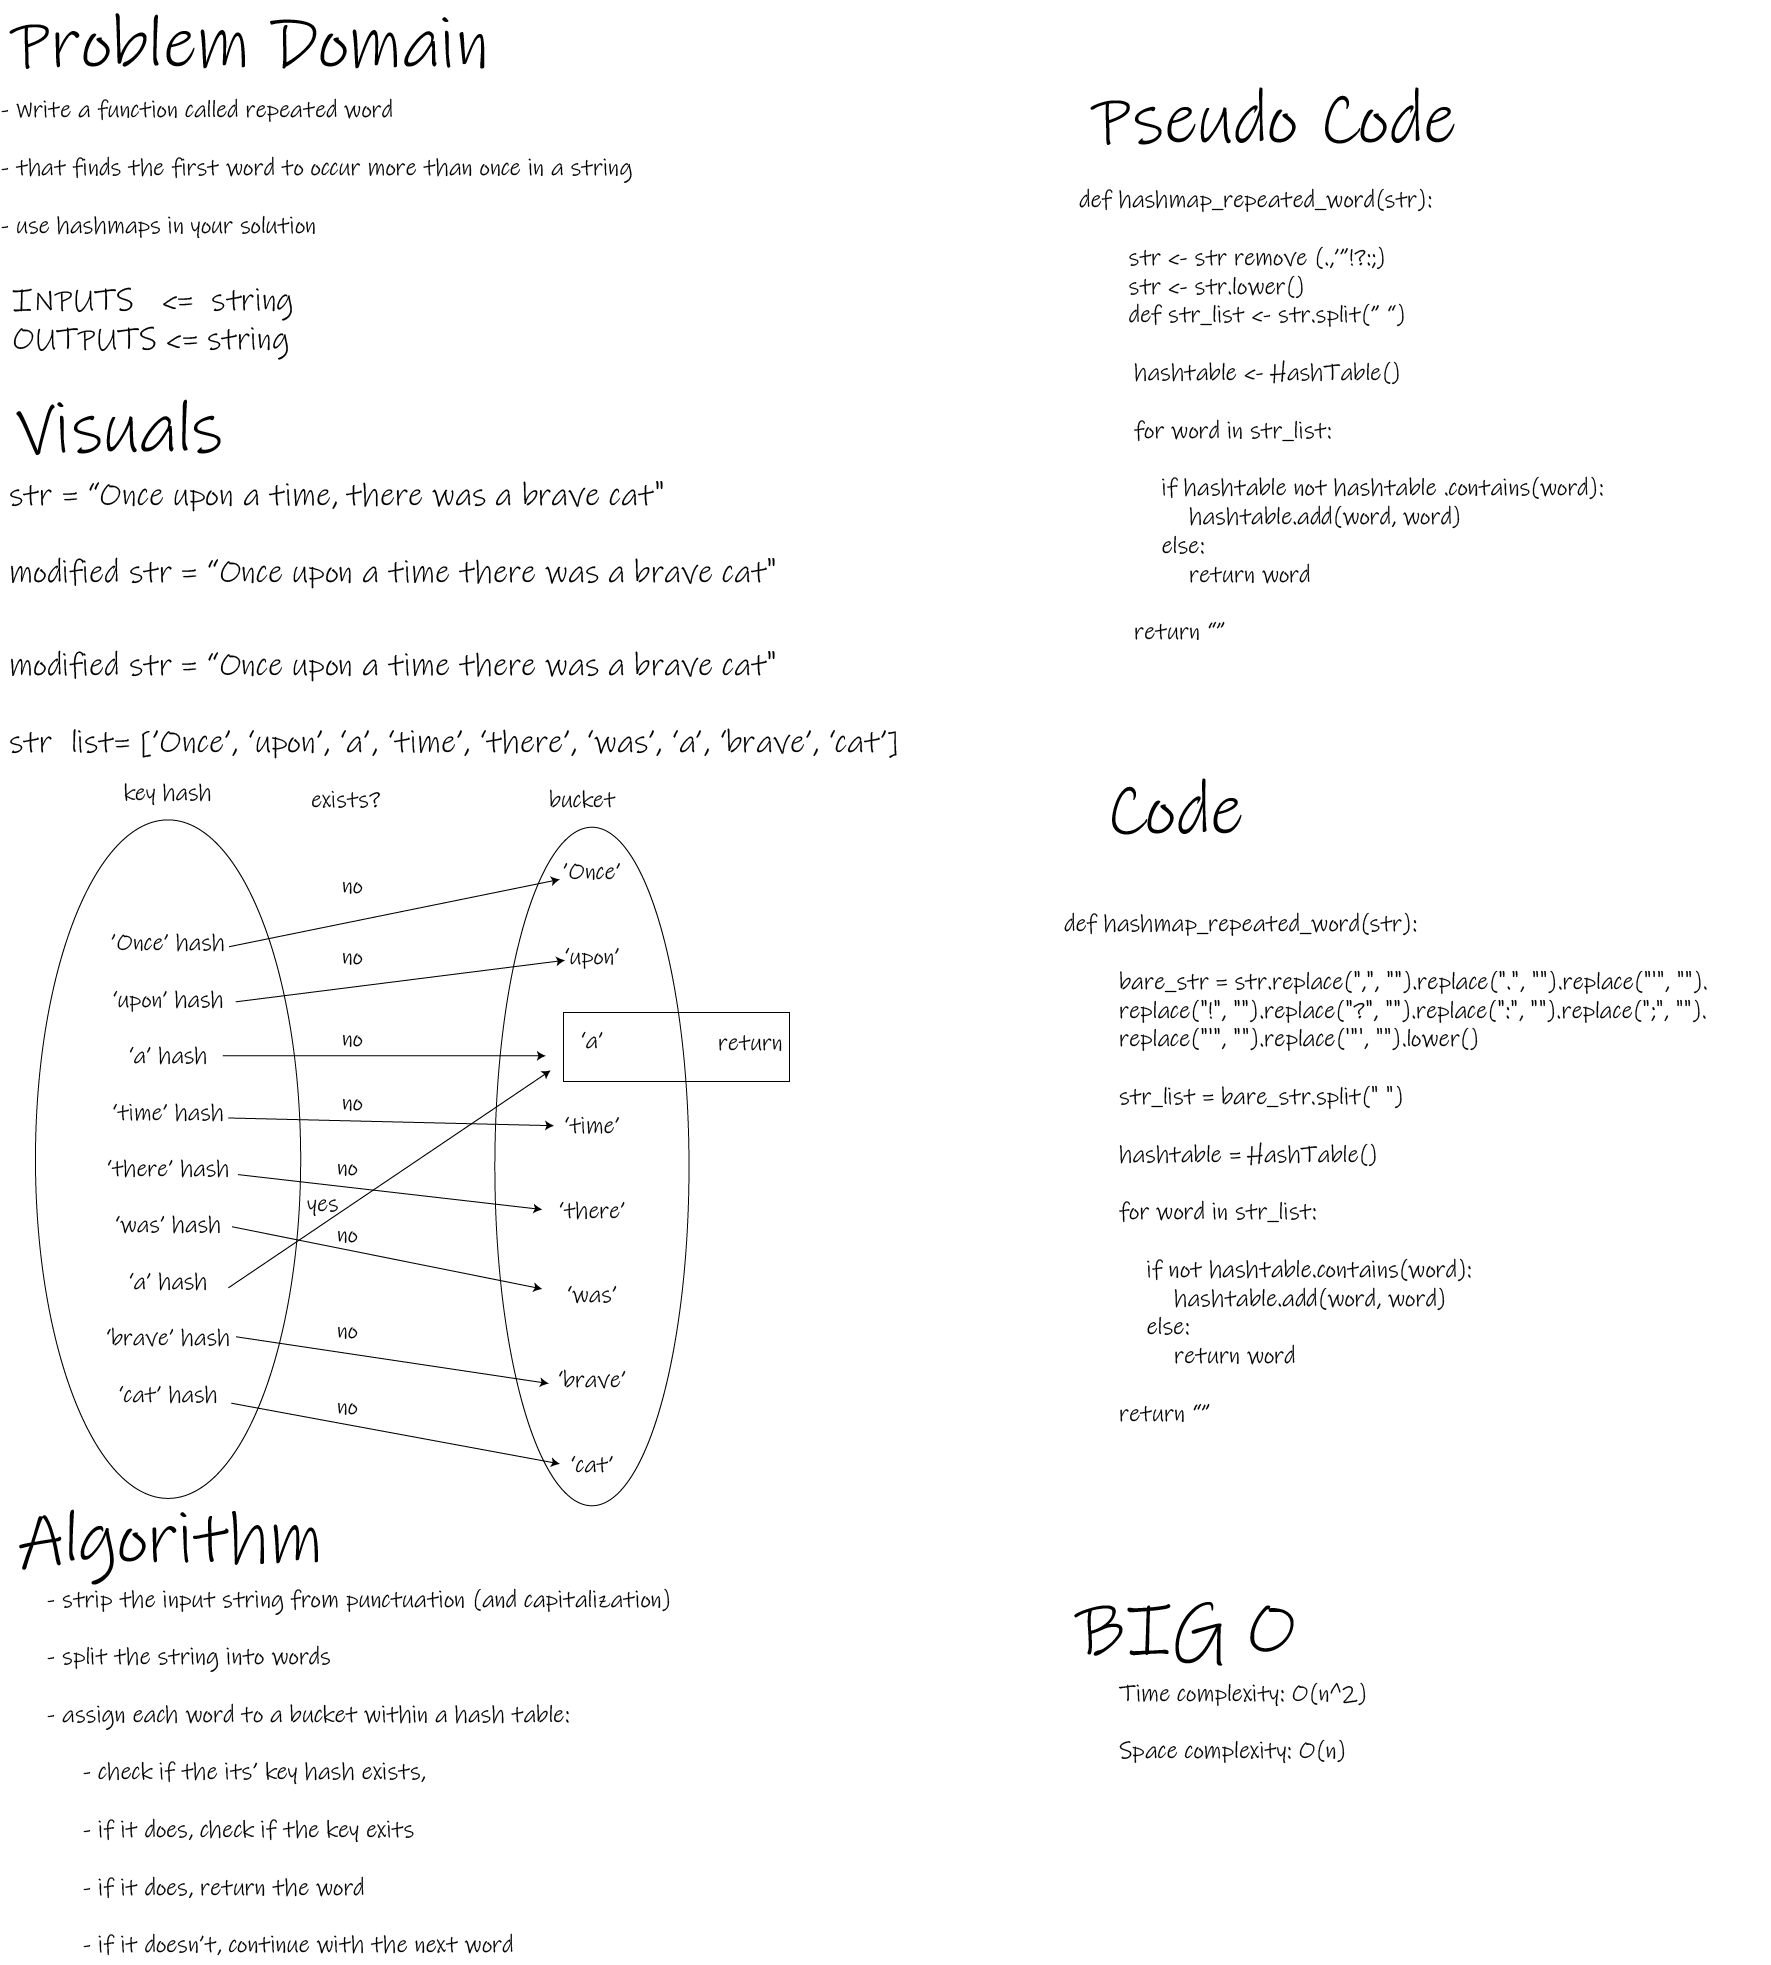 Problem Domain
- Write a function called repeated word
- that finds the first word to occur more than once in a string
- use hashmaps in your solution
INPUTS <= string
OUTPUTS <= string
Visuals
str = “Once upon a time, there was a brave cat"
modified str = “Once upon a time there was a brave cat"
modified str = “Once upon a time there was a brave cat"
str list= [’Once’, ‘upon’, ‘a’, ‘time’, ‘there’, ‘was’, ‘a’, ‘brave’, ‘cat’]
key hash
exists?
bucket
’Once’ hash
no
‘Once’
‘upon’ hash
no
‘upon’
‘a’ hash
no
‘a’
return
‘time’ hash
no
‘time’
‘there’ hash
no
‘there’
‘was’ hash
no
‘was’
‘a’ hash
yes
‘brave’ hash
no
‘brave’
‘cat’ hash
no
‘cat’
Algorithm
- strip the input string from punctuation (and capitalization)
- split the string into words
- assign each word to a bucket within a hash table:
- check if the its’ key hash exists,
- if it does, check if the key exits
- if it does, return the word
- if it doesn’t, continue with the next word
Pseudo Code
def hashmap_repeated_word(str):
str <- str remove (.,’”!?:;)
str <- str.lower()
def str_list <- str.split(” “)
hashtable <- HashTable()
for word in str_list:
if hashtable not hashtable .contains(word):
hashtable.add(word, word)
else:
return word
return “”
Code
def hashmap_repeated_word(str):
bare_str = str.replace(",", "").replace(".", "").replace("'", "").
replace("!", "").replace("?", "").replace(":", "").replace(";", "").
replace("'", "").replace('"', "").lower()
str_list = bare_str.split(" ")
hashtable = HashTable()
for word in str_list:
if not hashtable.contains(word):
hashtable.add(word, word)
else:
return word
return “”
BIG O
Time complexity: O(n^2)
Space complexity: O(n)